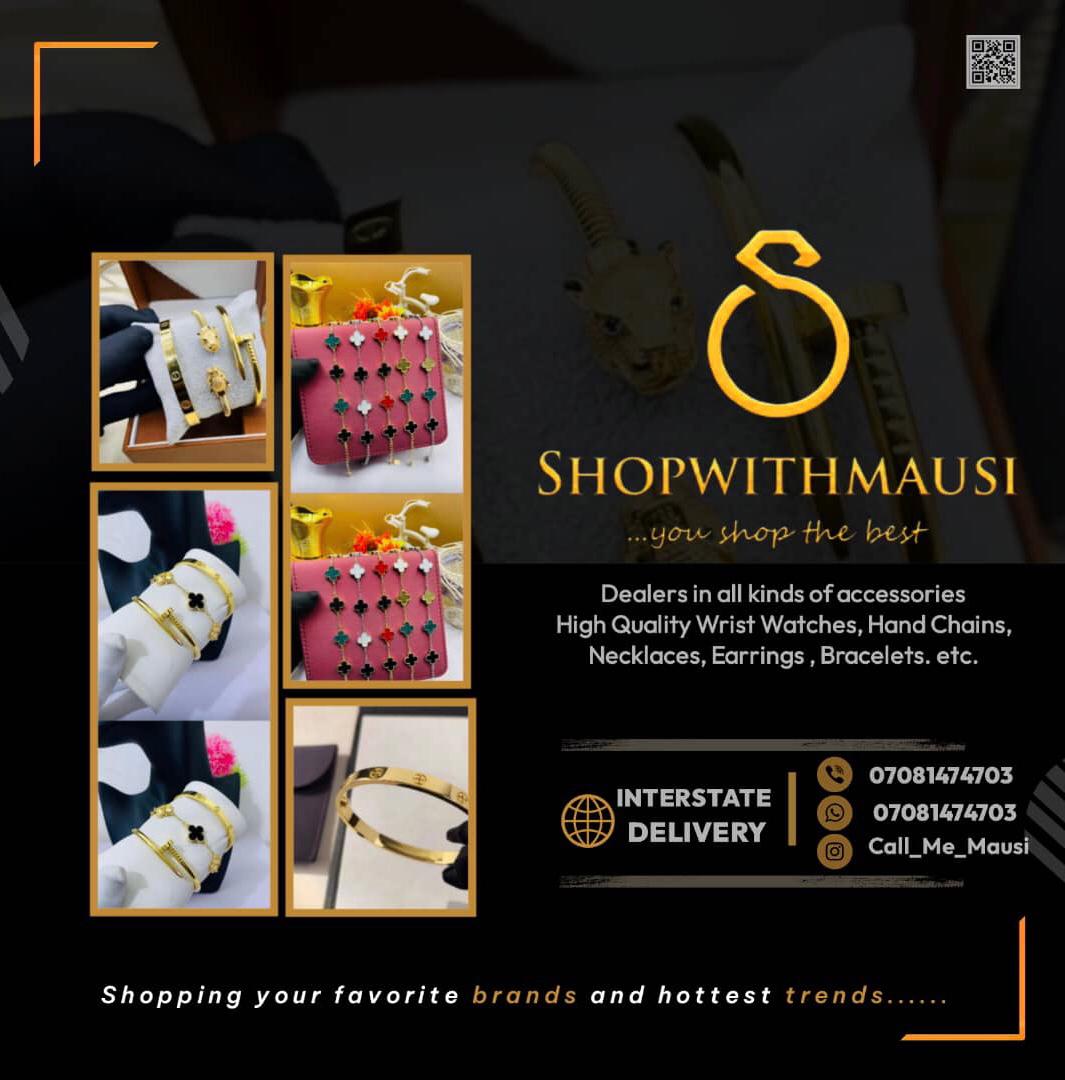 SHOPWITHMAUSI
...you shop the best
Dealers in all kinds of accessories
High Quality Wrist Watches, Hand Chains,
Necklaces, Earrings , Bracelets. etc.
INTERSTATE
DELIVERY
07081474703
07081474703
Call_Me_Mausi
Shopping your favorite brands and hottest trends......